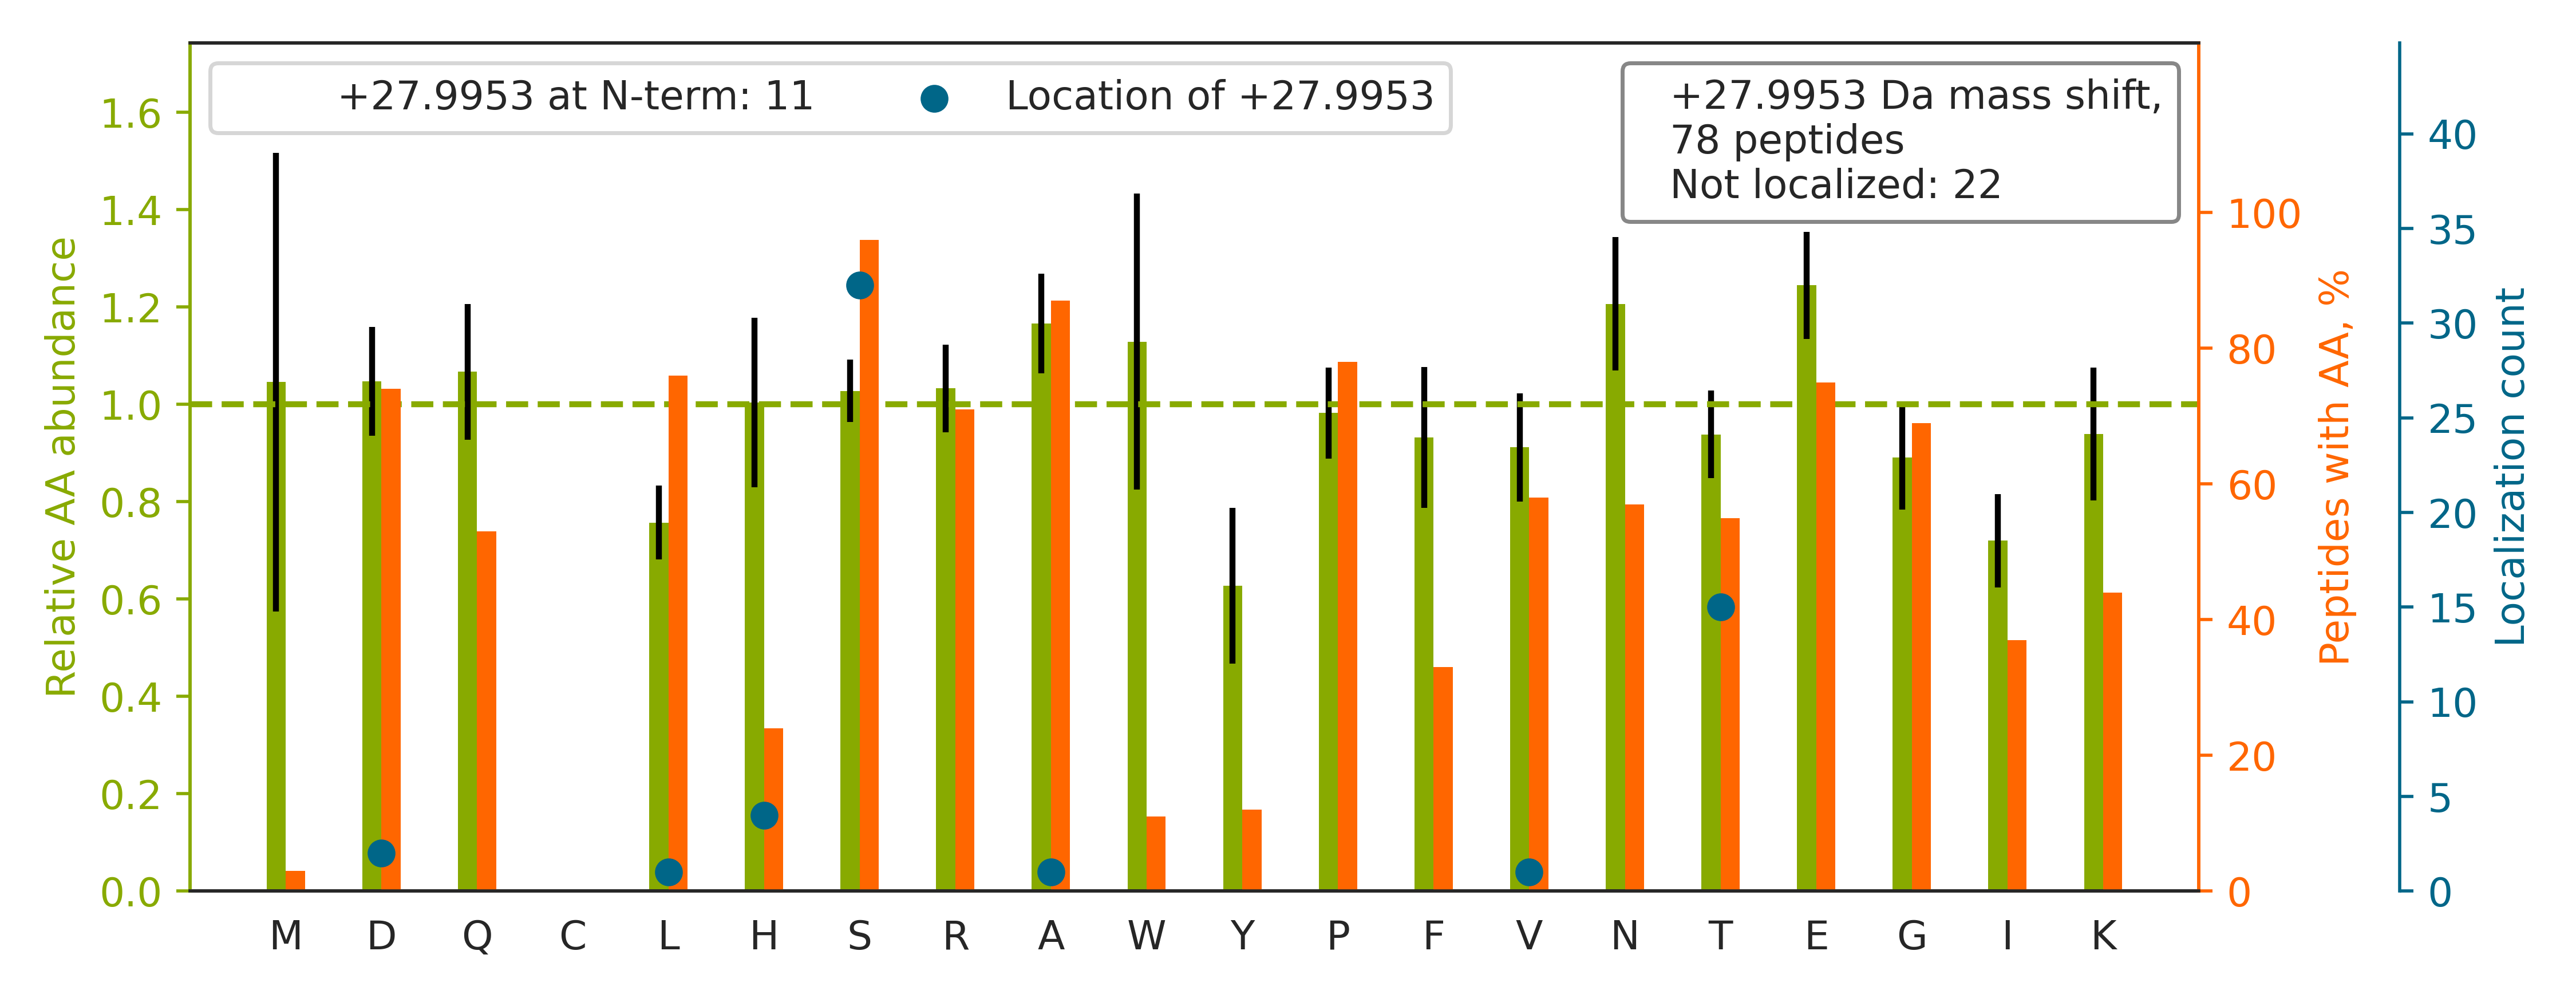 +27.9953 at N-term: 11
Location of +27.9953
+27.9953 Da mass shift,
78 peptides
Not localized: 22
Relative AA abundance
1.6
1.4
1.2
1.0
0.8
0.6
0.4
0.2
0.0
M D Q C L H S R A W Y P F V N T E G I K
100
80
60
40
20
0
Peptides with AA, %
40
35
30
25
20
15
10
5
0
Localization count